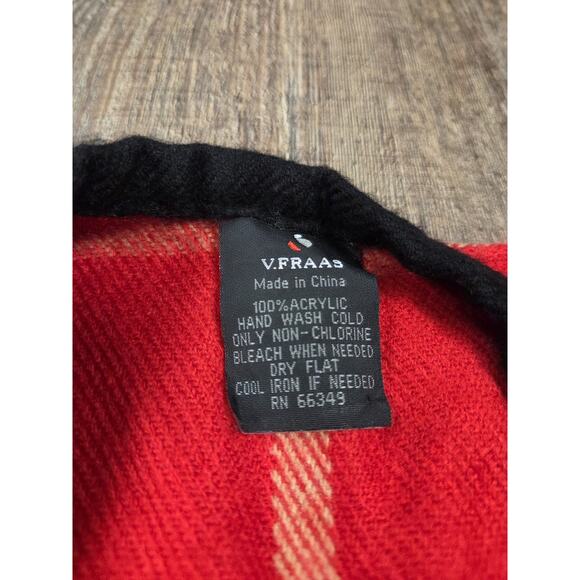 V.FRAAS
Made in China
100%ACRYLIC
HAND WASH COLD
ONLY NON-CHLORINE
BLEACH WHEN NEEDED
DRY FLAT
COOL IRON IF NEEDED
RN 66349